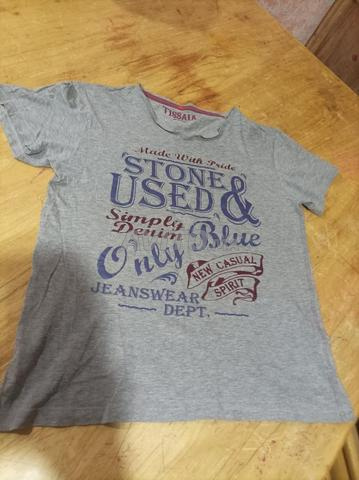 TISSAIA
Made With Pride
STONE &
USED
Simply
Denim
Only Blue
NEW CASUAL
SPIRIT
JEANSWEAR
DEPT.